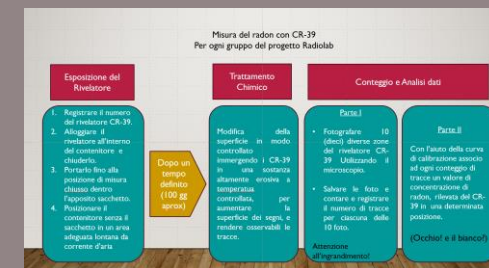 Misura del radon con CR-39
Per ogni gruppo del progetto Radiolab
Esposizione del
Rivelatore
1. Registrare il numero
del rivelatore CR-39.
2. Alloggiare il
rivelatore all'interno
del contenitore e
chiuderlo.
3. Portarlo fino alla
posizione di misura
chiuso dentro
l'apposito sacchetto.
4. Posizionare il
contenitore senza il
sacchetto in un area
adeguata lontana da
corrente d'aria
Dopo un
tempo
definito
(100 gg
aprox)
Trattamento
Chimico
Modifica della
superficie in modo
controllato
immergendo i CR-39
in una sostanza
altamente erosiva a
temperatua
controllata, per
aumentare la
superficie dei segni, e
rendere osservabili le
tracce.
Conteggio e Analisi dati
Parte I
• Fotografare 10
(dieci) diverse zone
del rivelatore CR-
39 Utilizzando il
microscopio.
• Salvare le foto e
contare e registrare
il numero di tracce
per ciascuna delle
10 foto.
Attenzione
all'ingrandimento!
Parte II
Con l'aiuto della curva
di calibrazione associo
ad ogni conteggio di
tracce un valore di
concentrazione di
radon, rilevata del CR-
39 in una determinata
posizione.
(Occhio! e il bianco?)